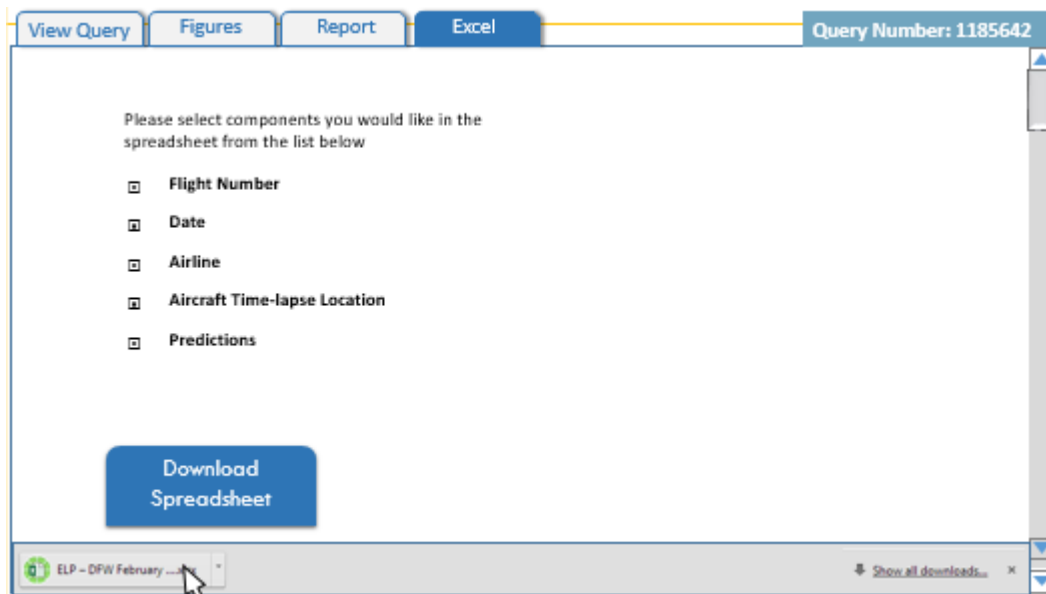 View Query
Figures
Report
Excel
Query Number: 1185642
Please select components you would like in the
spreadsheet from the list below
Flight Number
Date
Airline
Aircraft Time-lapse Location
Predictions
Download
Spreadsheet
ELP – DFW February ....
Show all downloads...